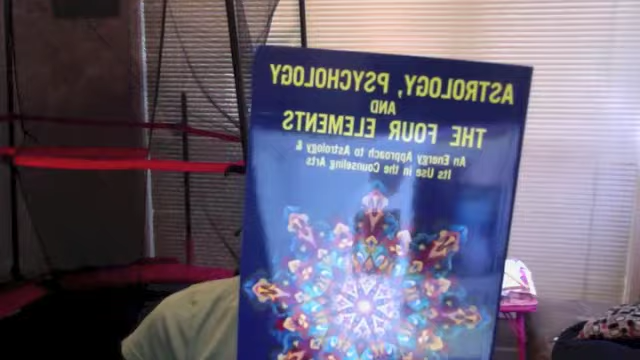 ASTROLOGY, PSYCHOLOGY
AND
THE FOUR ELEMENTS
An Energy Approach to Astrology &
Its Use in the Counseling Arts